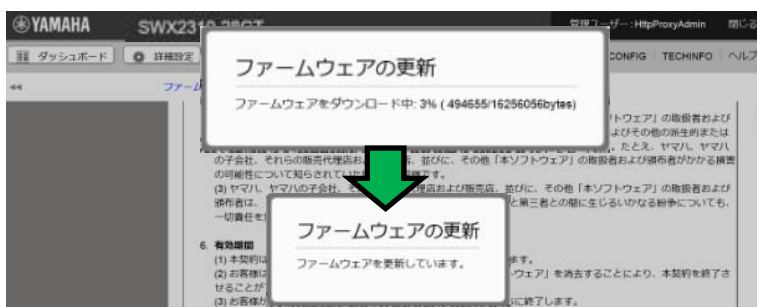 YAMAHA SWX2310-28GT 管理ユーザー:HttpProxyAdmin 閉じる
ダッシュボード 詳細設定 CONFIG TECHINFO ヘルプ
ファームウェアの更新
ファームウェアをダウンロード中: 3% ( 494655/16256056bytes)
トウェア」の取扱者および
よびその他の派生的または
たとえ、ヤマハ、ヤマハ
の子会社、それらの販売代理店および 並びに、その他「本ソフトウェア」の取扱者および頒布者がかかる損害
の可能性について知らされていた 様です。
(3) ヤマハ、ヤマハの子会社、そ 理店および販売店、並びに、その他「本ソフトウェア」の取扱者および
頒布者は、 と第三者との間に生じるいかなる紛争についても、
一切責任を
ファームウェアの更新
ファームウェアを更新しています。
6. 有効期間
(1) 本契約は ます。
(2) お客様は トウェア」を消去することにより、本契約を終了さ
せることが
(3) お客様が に終了します。